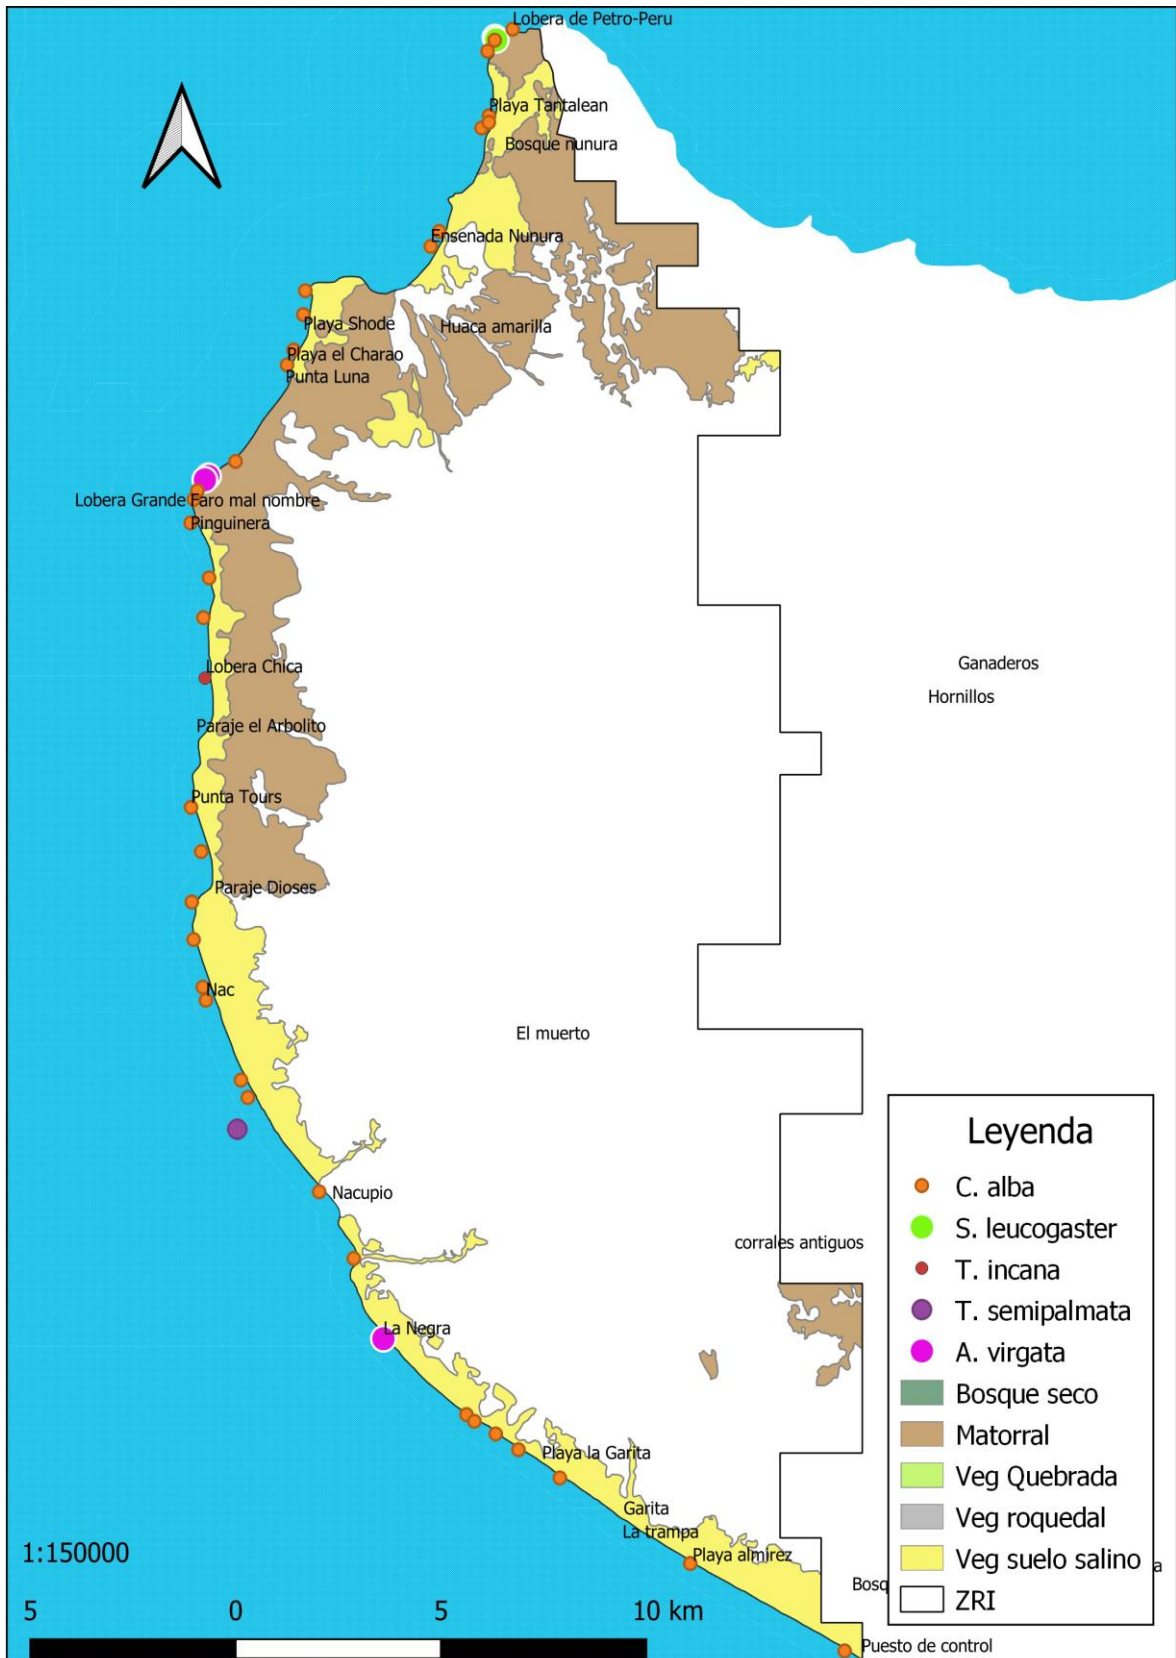 Lobera de Petro-Peru
Playa Tantalean
Bosque nunura
Ensenada Nunura
Playa Shode
Huaca amarilla
Playa el Charao
Punta Luna
Lobera Grande Faro mal nombre
Pinguinera
Lobera Chica
Ganaderos
Hornillos
Paraje el Arbolito
Punta Tours
Paraje Dioses
Nac
El muerto
Nacupio
corrales antiguos
La Negra
Playa la Garita
Garita
La trampa
Playa almirez
Bosq
a
Puesto de control
Leyenda
C. alba
S. leucogaster
T. incana
T. semipalmata
A. virgata
Bosque seco
Matorral
Veg Quebrada
Veg roquedal
Veg suelo salino
ZRI
1:150000
5 0 5 10 km